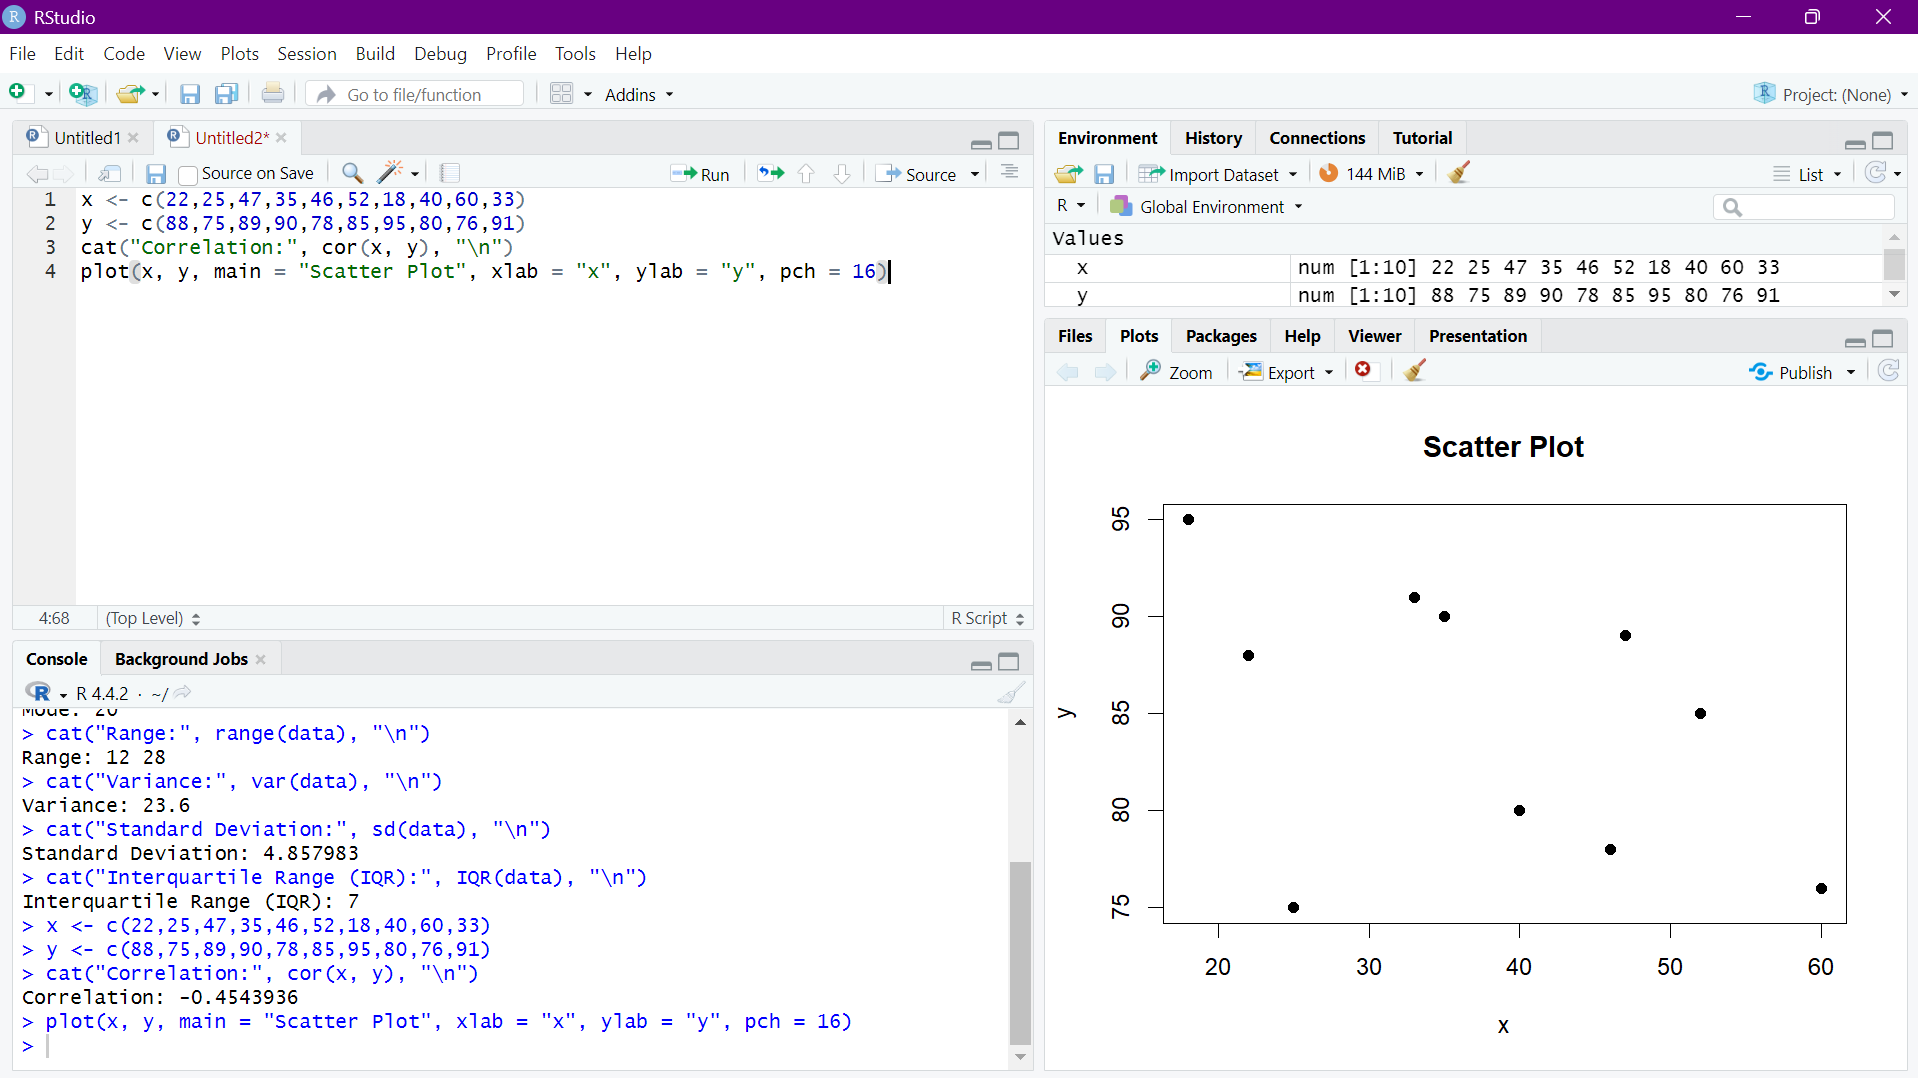 RStudio
File Edit Code View Plots Session Build Debug Profile Tools Help
Go to file/function Addins Project: (None)
Untitled1 Untitled2*
Source on Save Run Source
1 x <- c(22,25,47,35,46,52,18,40,60,33)
2 y <- c(88,75,89,90,78,85,95,80,76,91)
3 cat("Correlation:", cor(x, y), "\n")
4 plot(x, y, main = "Scatter Plot", xlab = "x", ylab = "y", pch = 16)
4:68 (Top Level) R Script
Console Background Jobs
R 4.4.2 · ~/
Mode: 20
> cat("Range:", range(data), "\n")
Range: 12 28
> cat("Variance:", var(data), "\n")
Variance: 23.6
> cat("Standard Deviation:", sd(data), "\n")
Standard Deviation: 4.857983
> cat("Interquartile Range (IQR):", IQR(data), "\n")
Interquartile Range (IQR): 7
> x <- c(22,25,47,35,46,52,18,40,60,33)
> y <- c(88,75,89,90,78,85,95,80,76,91)
> cat("Correlation:", cor(x, y), "\n")
Correlation: -0.4543936
> plot(x, y, main = "Scatter Plot", xlab = "x", ylab = "y", pch = 16)
>
Environment History Connections Tutorial
Import Dataset 144 MiB List
R Global Environment
Values
x num [1:10] 22 25 47 35 46 52 18 40 60 33
y num [1:10] 88 75 89 90 78 85 95 80 76 91
Files Plots Packages Help Viewer Presentation
Zoom Export Publish
Scatter Plot
95
90
85
80
75
y
20 30 40 50 60
x